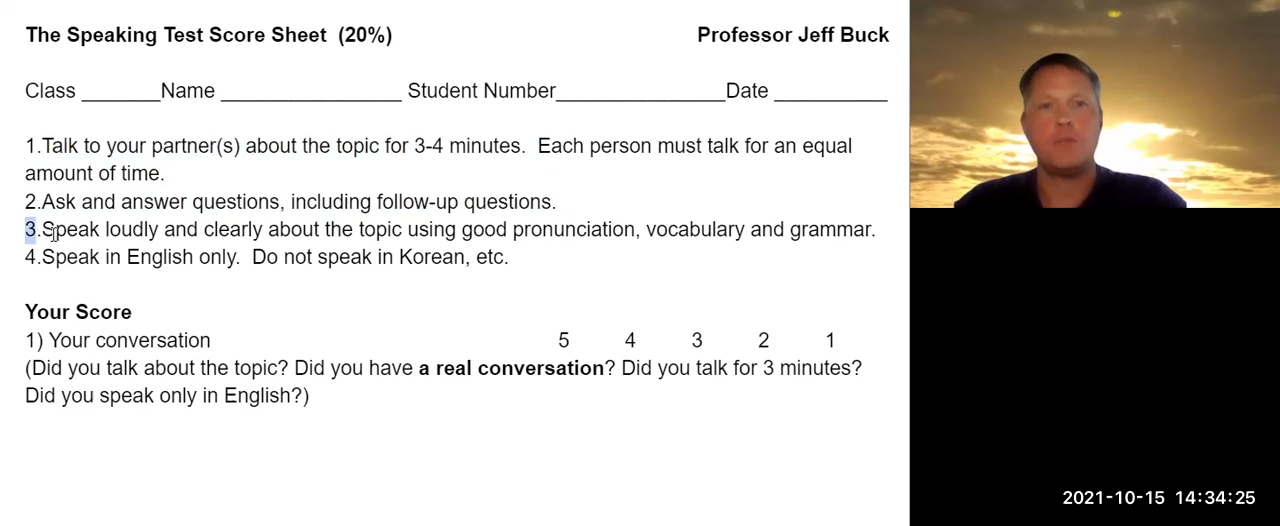 The Speaking Test Score Sheet  (20%)
Professor Jeff Buck
Class _______Name ________________ Student Number_______________Date __________
1.Talk to your partner(s) about the topic for 3-4 minutes.  Each person must talk for an equal
amount of time.
2.Ask and answer questions, including follow-up questions.
3.Speak loudly and clearly about the topic using good pronunciation, vocabulary and grammar.
4.Speak in English only.  Do not speak in Korean, etc.
Your Score
1) Your conversation 5 4 3 2 1
(Did you talk about the topic? Did you have a real conversation? Did you talk for 3 minutes?
Did you speak only in English?)
2021-10-15 14:34:25